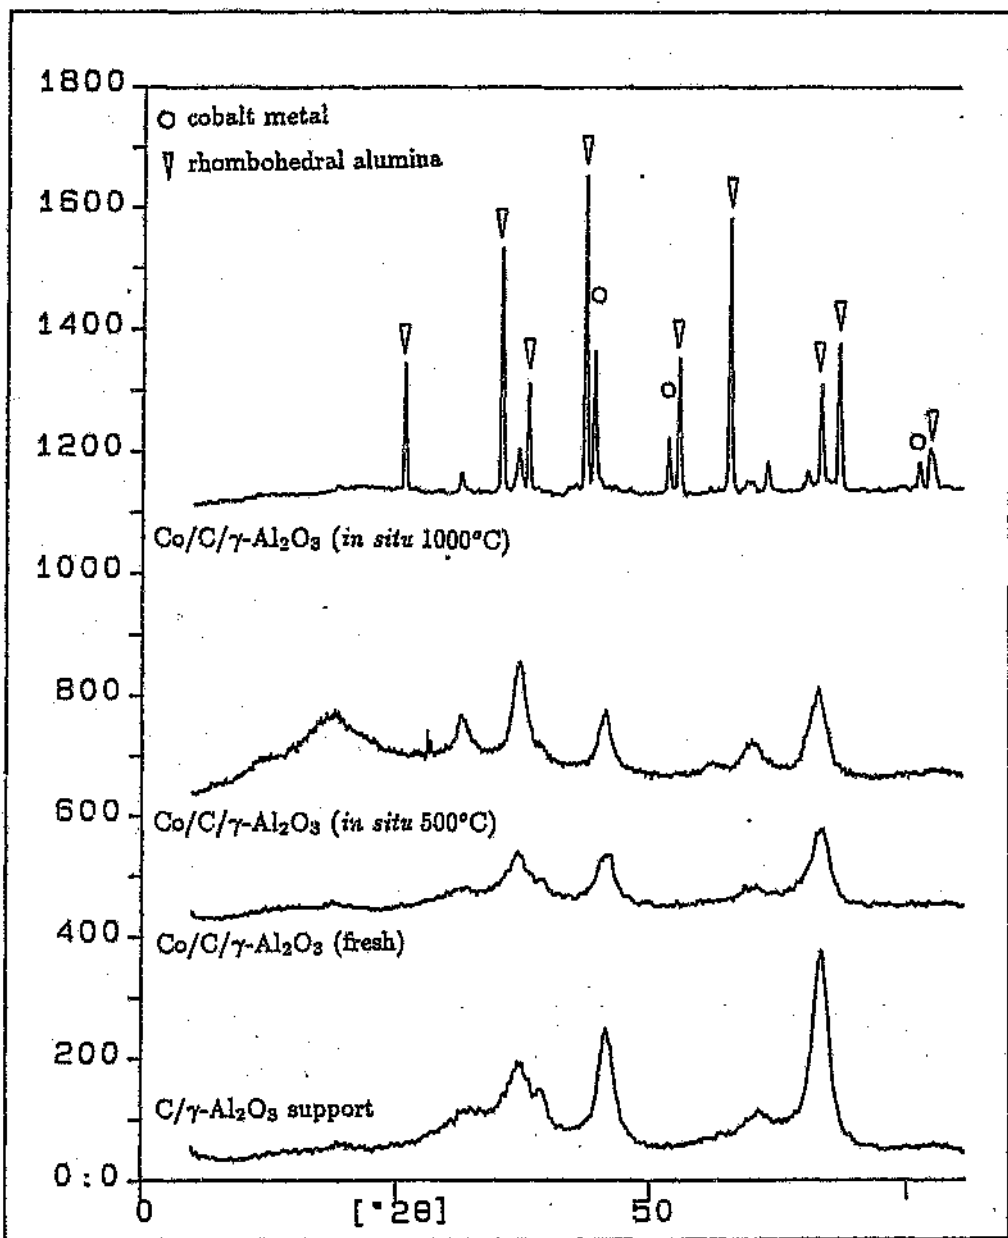 1800
○ cobalt metal
▽ rhombohedral alumina
1600
1400
1200
Co/C/γ-Al₂O₃ (in situ 1000°C)
1000
800
600
Co/C/γ-Al₂O₃ (in situ 500°C)
400
Co/C/γ-Al₂O₃ (fresh)
200
C/γ-Al₂O₃ support
0:0
0 [°2θ] 50